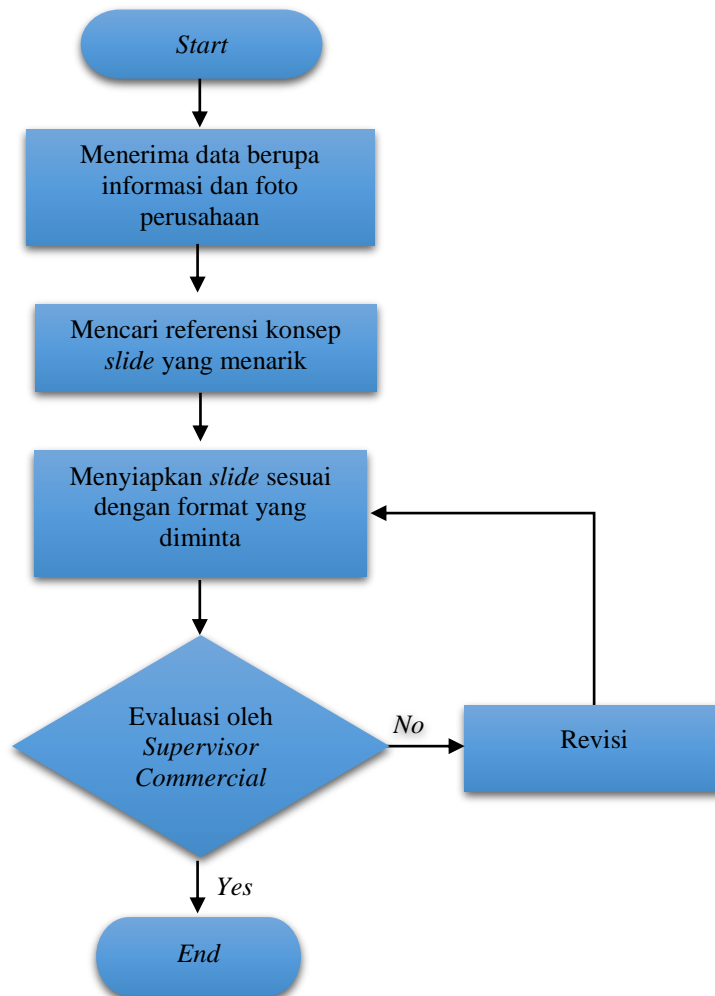 Start
Menerima data berupa
informasi dan foto
perusahaan
Mencari referensi konsep
slide yang menarik
Menyiapkan slide sesuai
dengan format yang
diminta
Evaluasi oleh
Supervisor
Commercial
No
Revisi
Yes
End